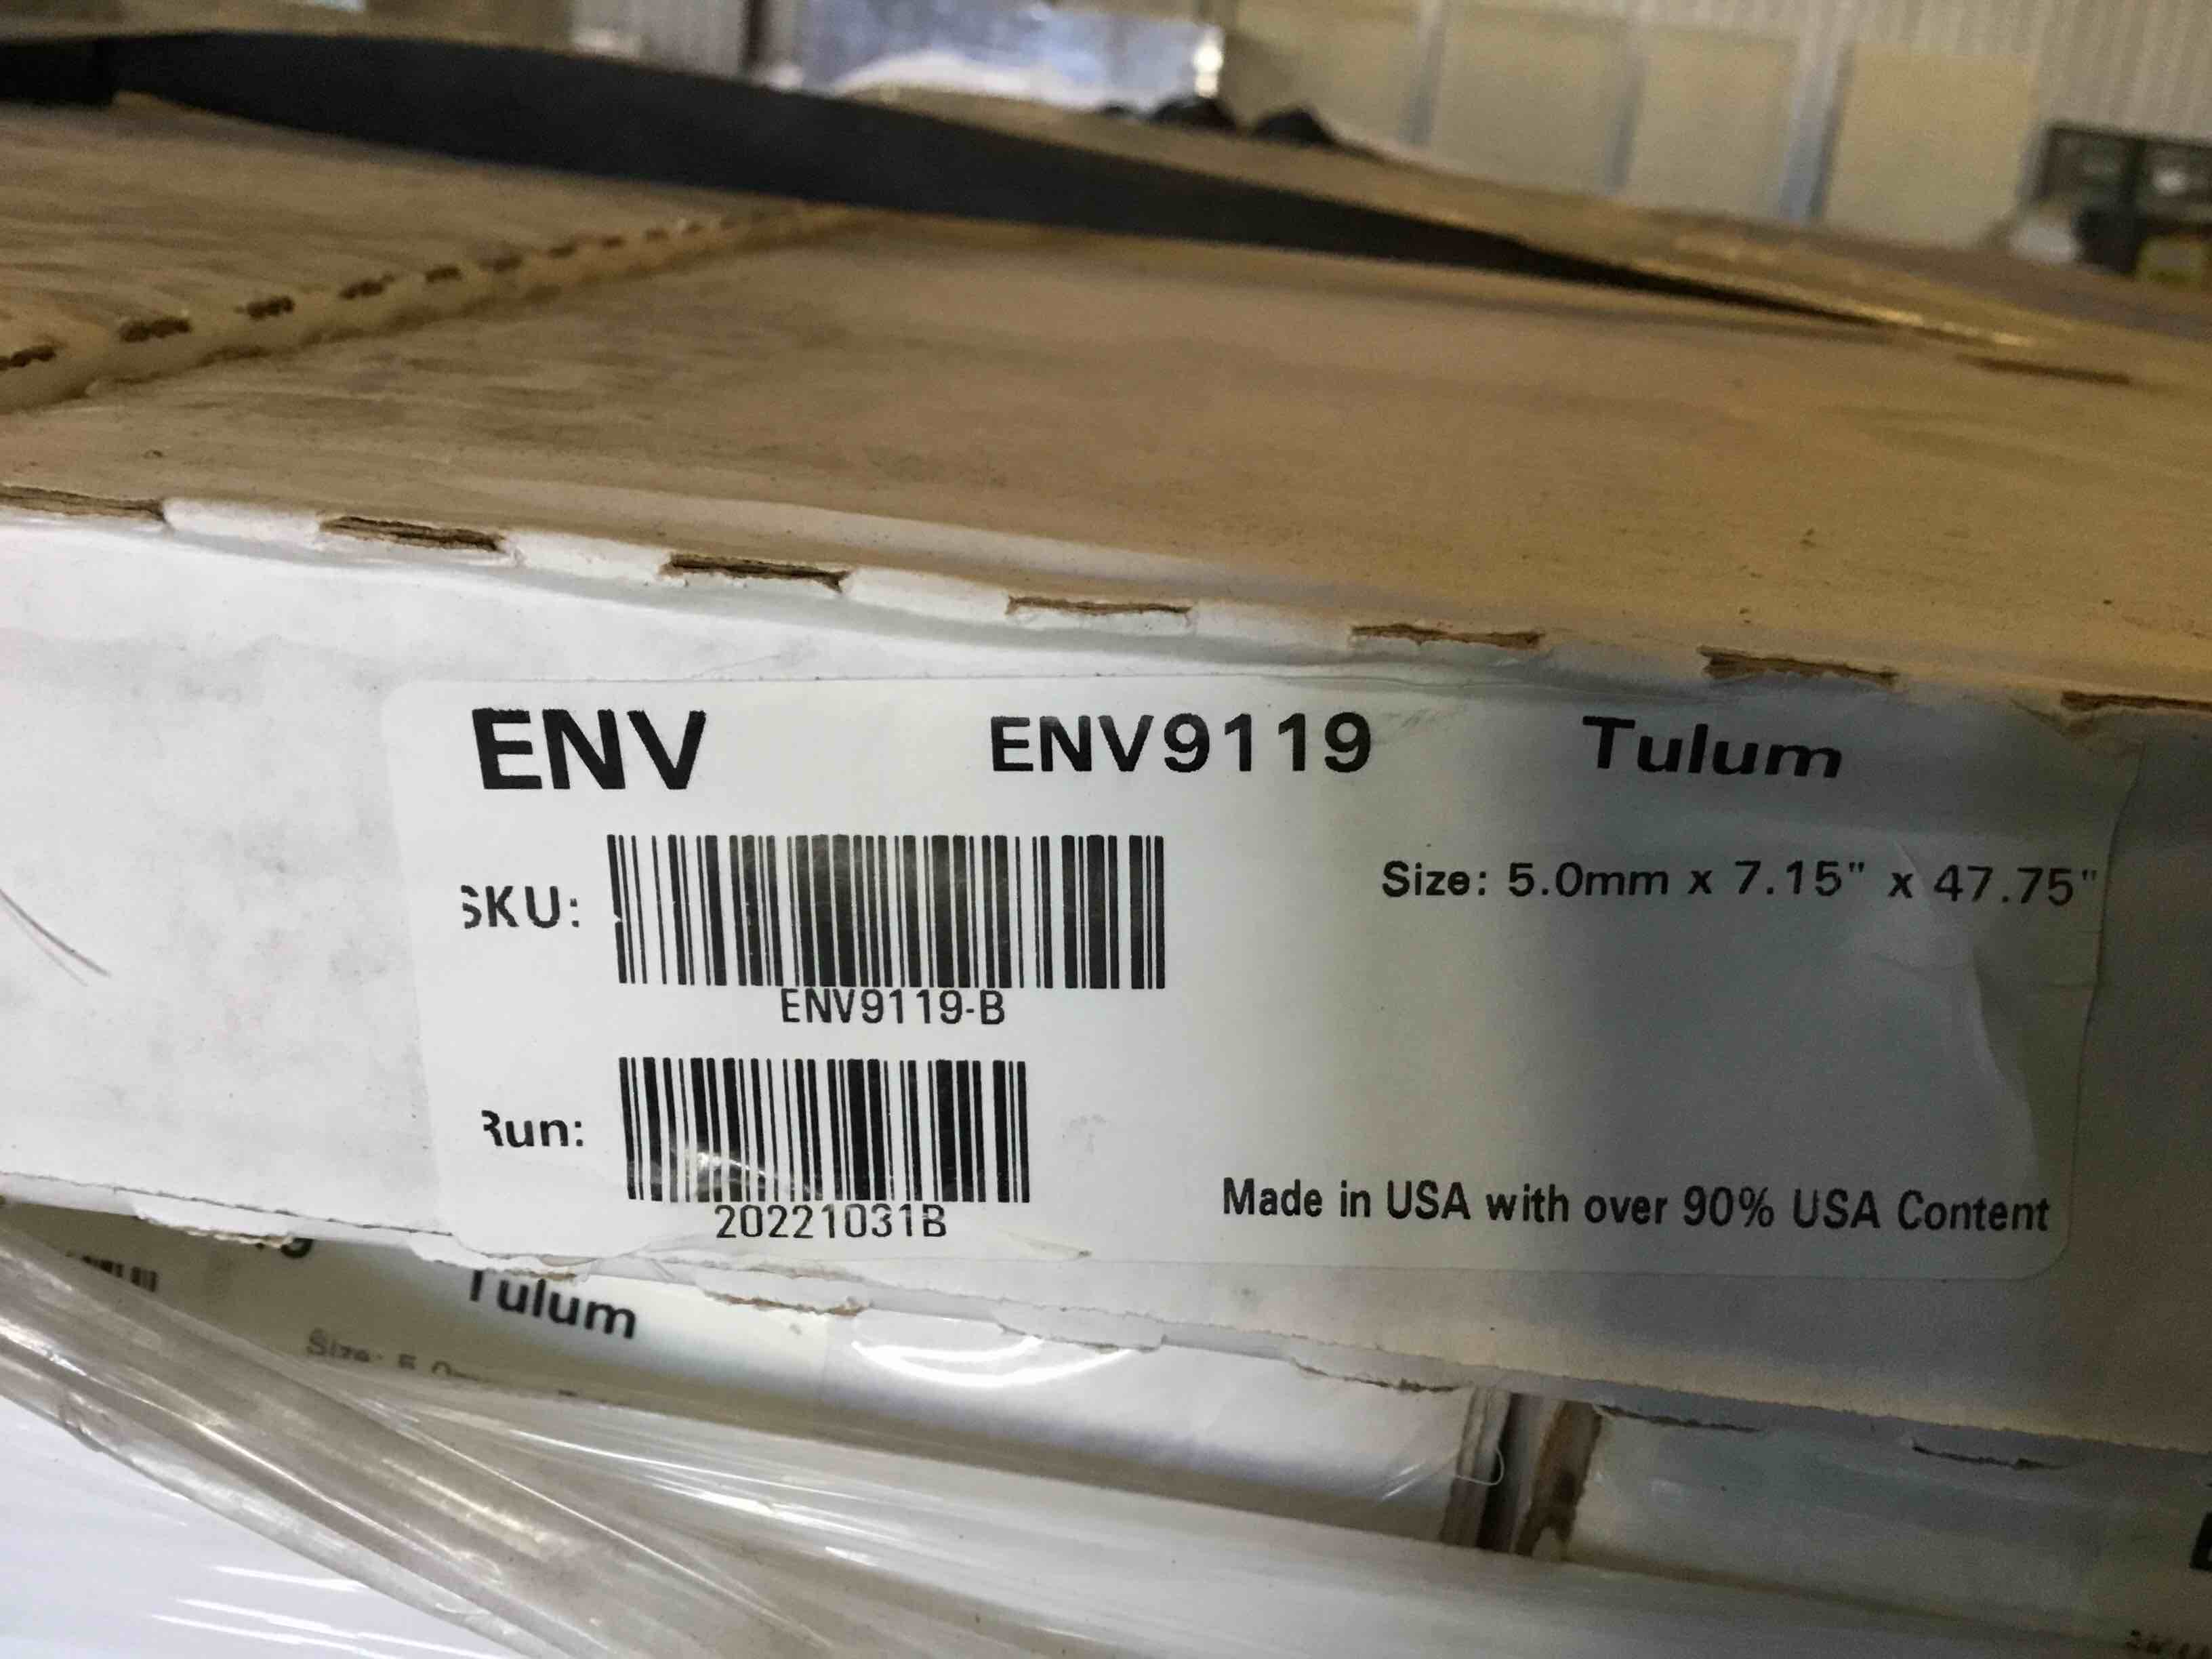 ENV ENV9119 Tulum
SKU: Size: 5.0mm x 7.15" x 47.75"
ENV9119-B
Run:
20221031B
Made in USA with over 90% USA Content
Tulum
Size: